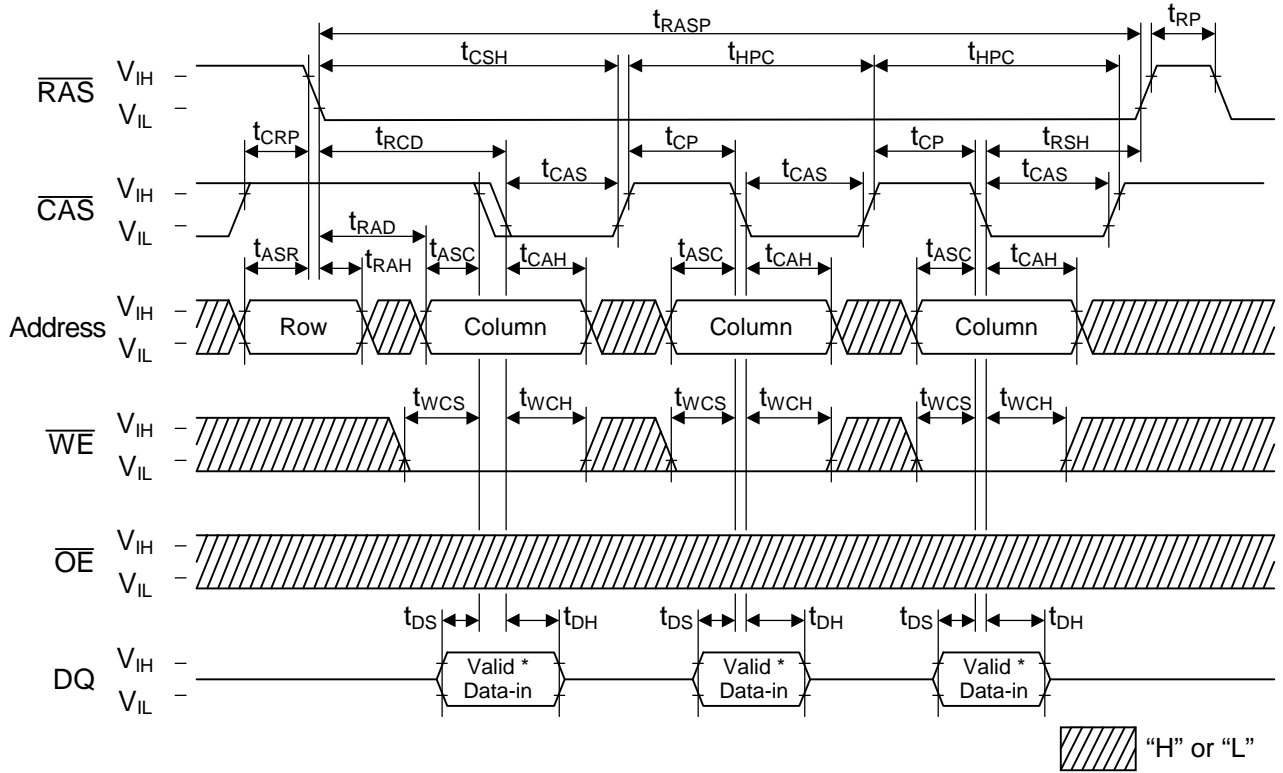 tRASP tRP
tCSH tHPC tHPC
RAS VIH
VIL
tCRP tRCD tCP tCP tRSH
tCAS tCAS tCAS
CAS VIH
VIL
tRAD
tASR tRAH tASC tCAH tASC tCAH tASC tCAH
Address VIH
VIL
Row Column Column Column
tWCS tWCH tWCS tWCH tWCS tWCH
WE VIH
VIL
OE VIH
VIL
tDS tDH tDS tDH tDS tDH
DQ VIH
VIL
Valid * Valid * Valid *
Data-in Data-in Data-in
“H” or “L”